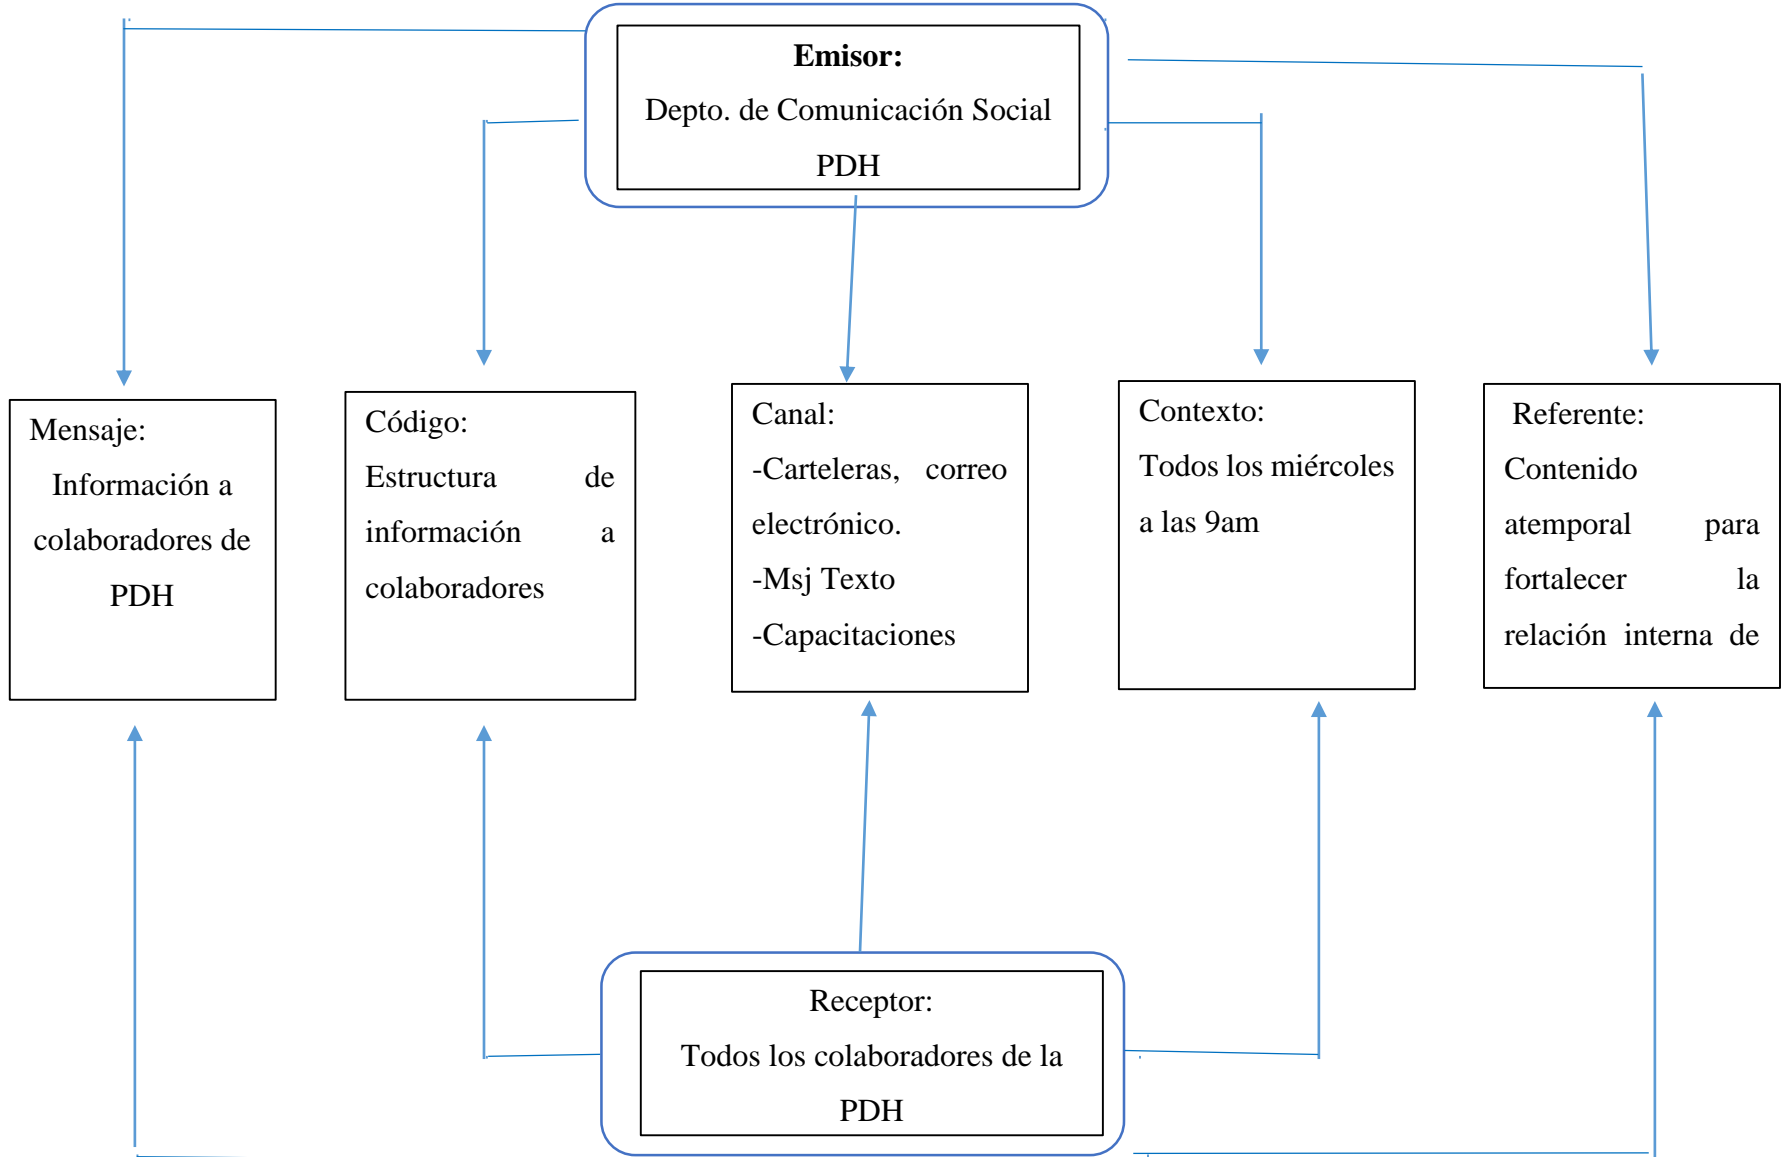 Emisor:
Depto. de Comunicación Social
PDH
Mensaje:
Información a
colaboradores de
PDH
Código:
Estructura de
información a
colaboradores
Canal:
-Carteleras, correo
electrónico.
-Msj Texto
-Capacitaciones
Contexto:
Todos los miércoles
a las 9am
Referente:
Contenido
atemporal para
fortalecer la
relación interna de
Receptor:
Todos los colaboradores de la
PDH